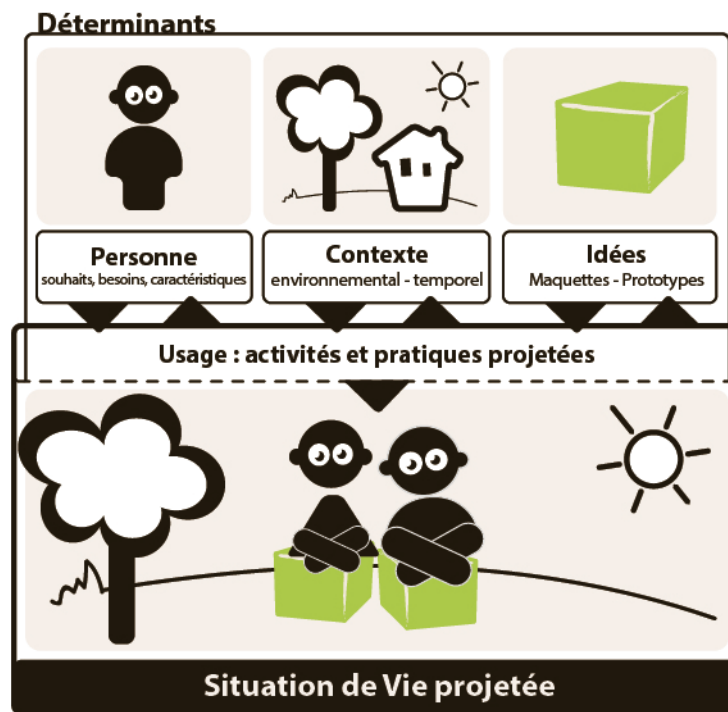 Déterminants
Personne
souhaits, besoins, caractéristiques
Contexte
environnemental - temporel
Idées
Maquettes - Prototypes
Usage : activités et pratiques projetées
Situation de Vie projetée